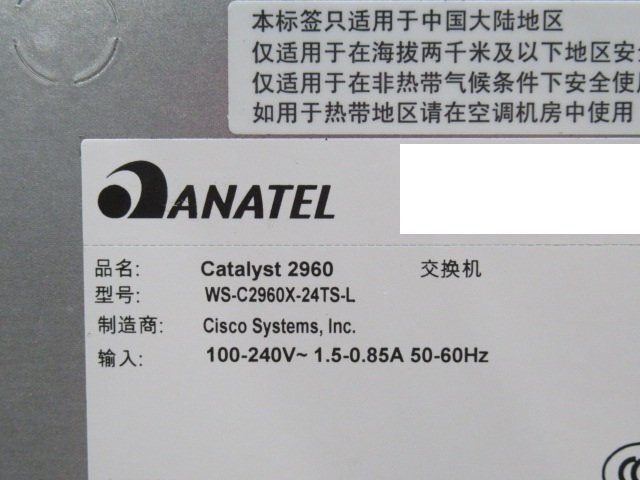 本标签只适用于中国大陆地区
仅适用于在海拔两千米及以下地区安全
仅适用于在非热带气候条件下安全使用
如用于热带地区请在空调机房中使用
ANATEL
品名: Catalyst 2960 交换机
型号: WS-C2960X-24TS-L
制造商: Cisco Systems, Inc.
输入: 100-240V~ 1.5-0.85A 50-60Hz